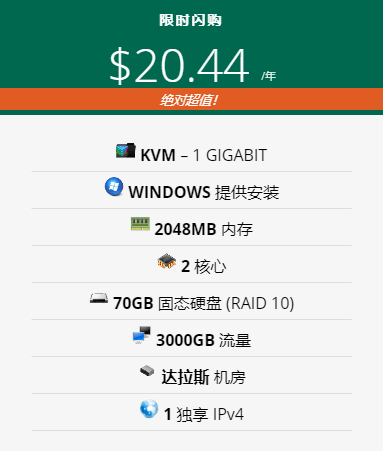 限时闪购
$20.44 /年
绝对超值!
KVM – 1 GIGABIT
WINDOWS 提供安装
2048MB 内存
2 核心
70GB 固态硬盘 (RAID 10)
3000GB 流量
达拉斯 机房
1 独享 IPv4